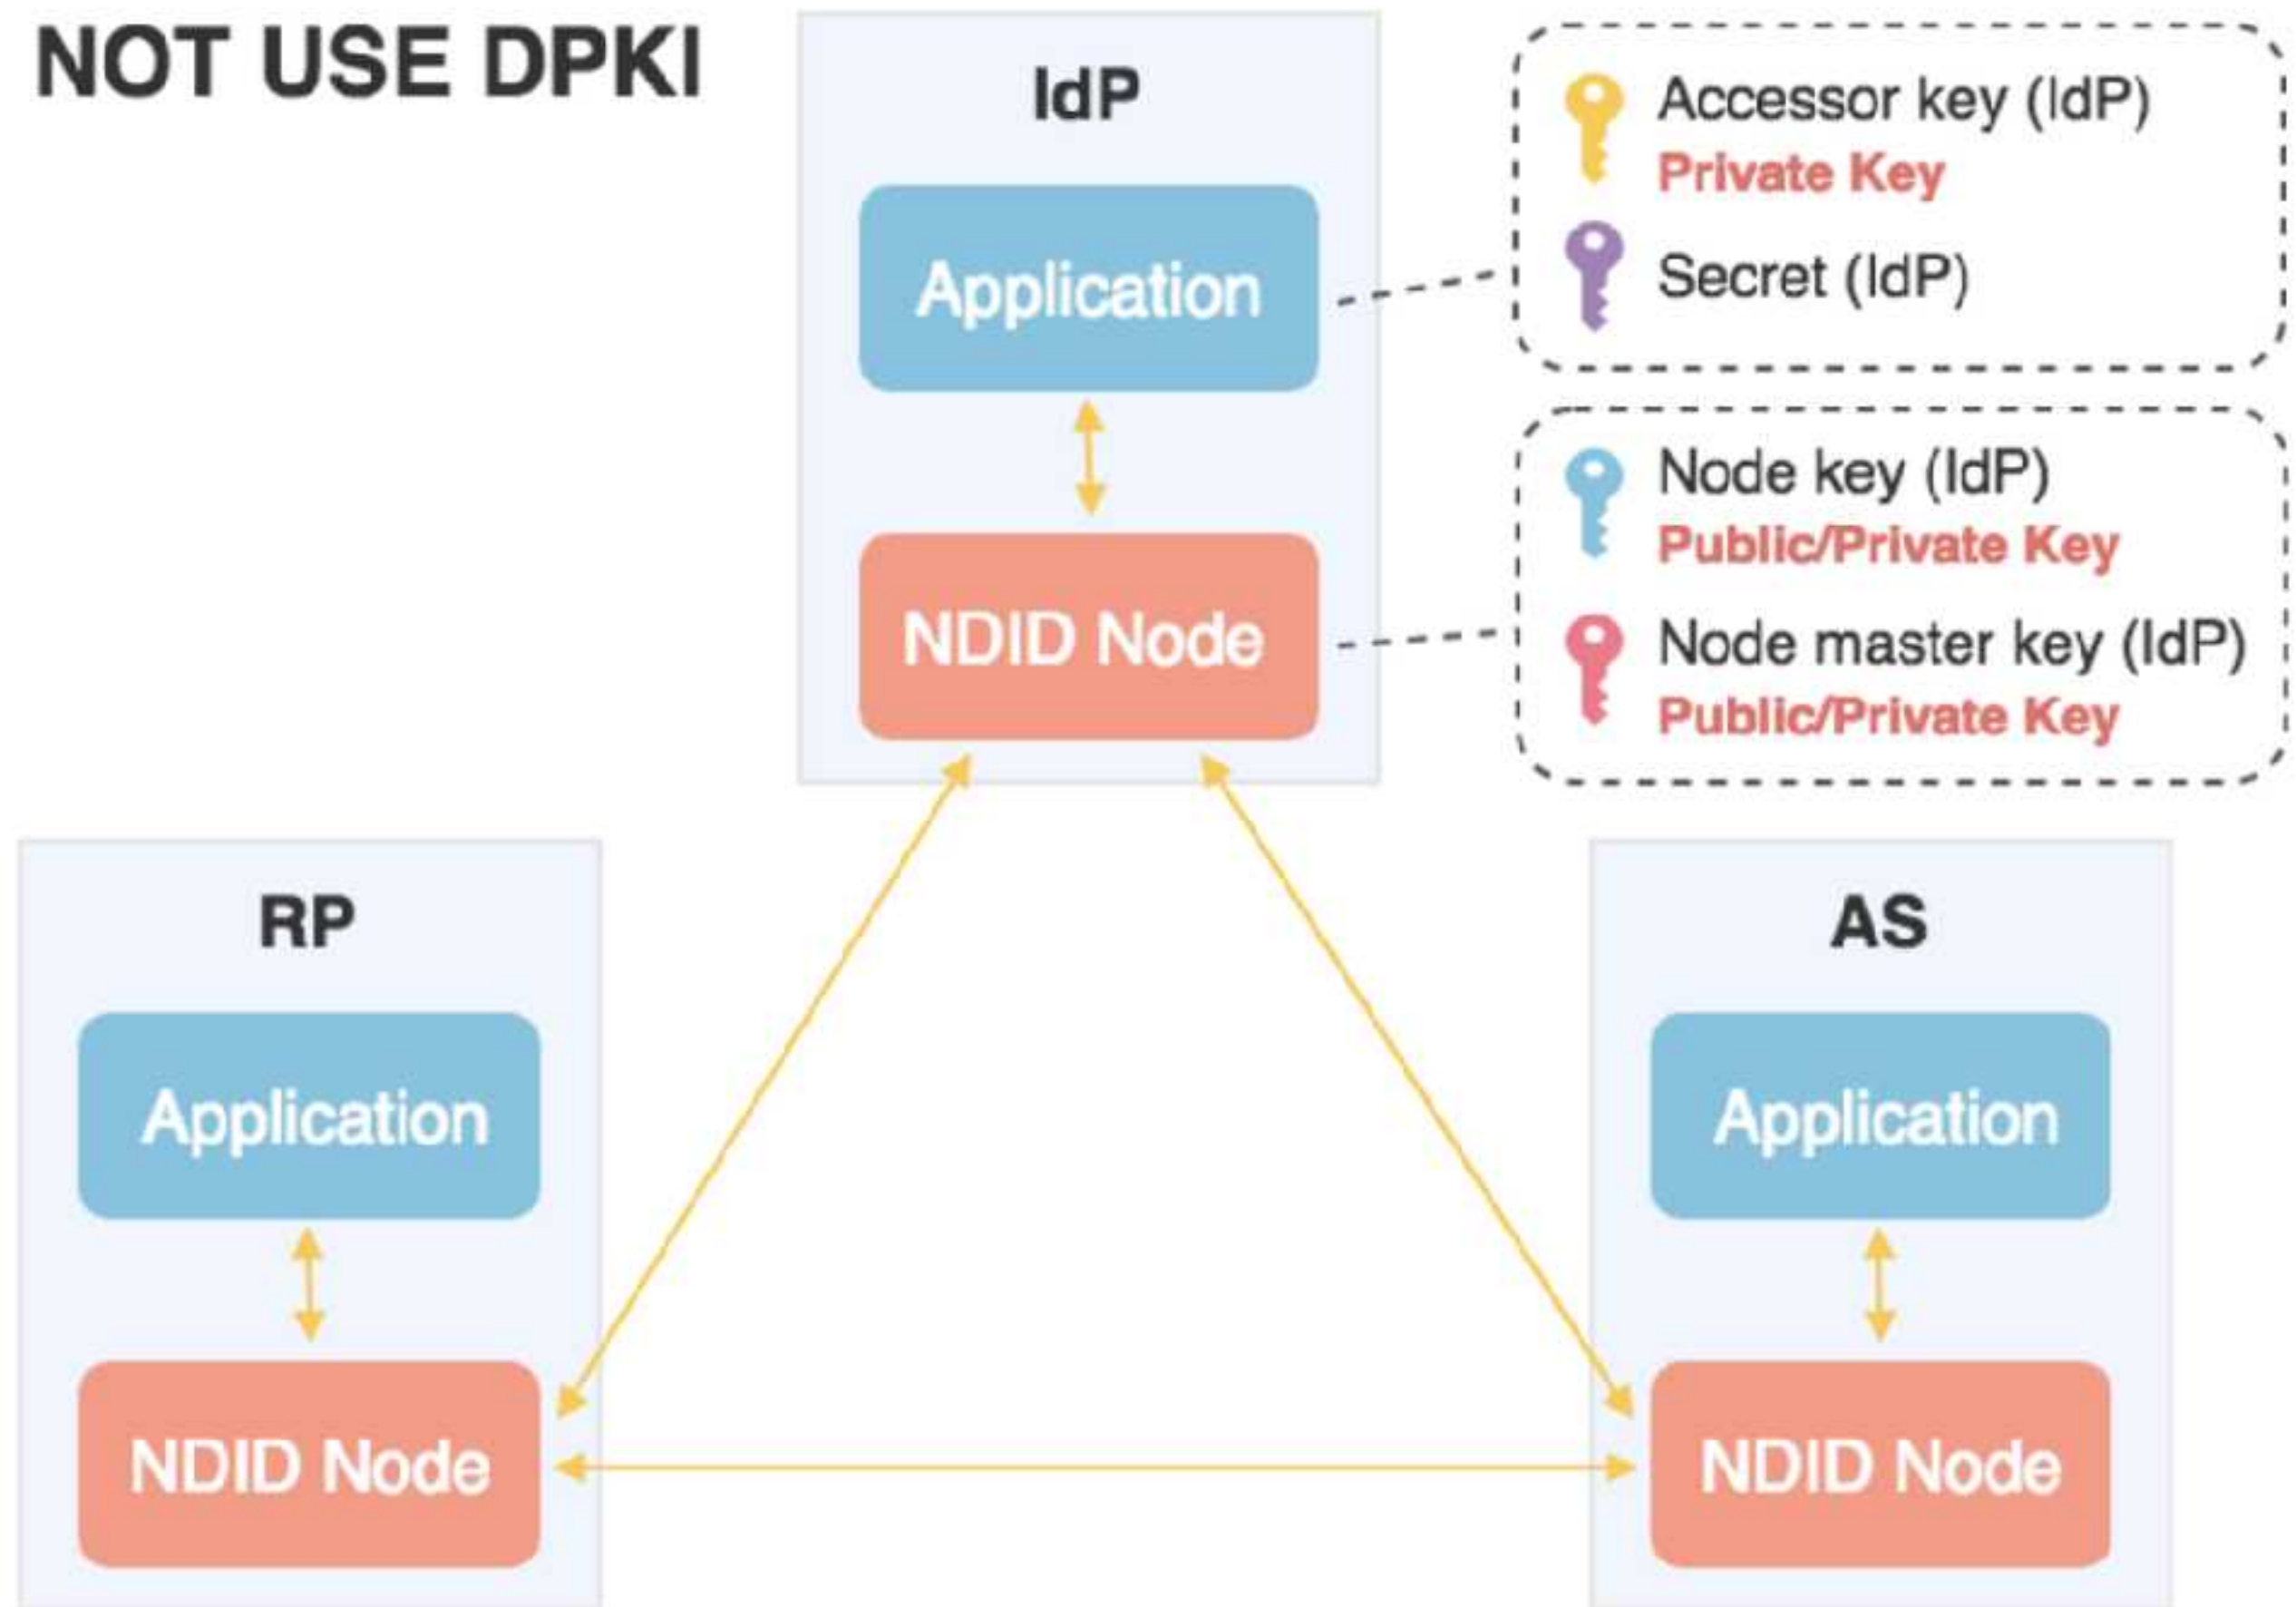 NOT USE DPKI
IdP
Application
NDID Node
Accessor key (IdP)
Private Key
Secret (IdP)
Node key (IdP)
Public/Private Key
Node master key (IdP)
Public/Private Key
RP
Application
NDID Node
AS
Application
NDID Node